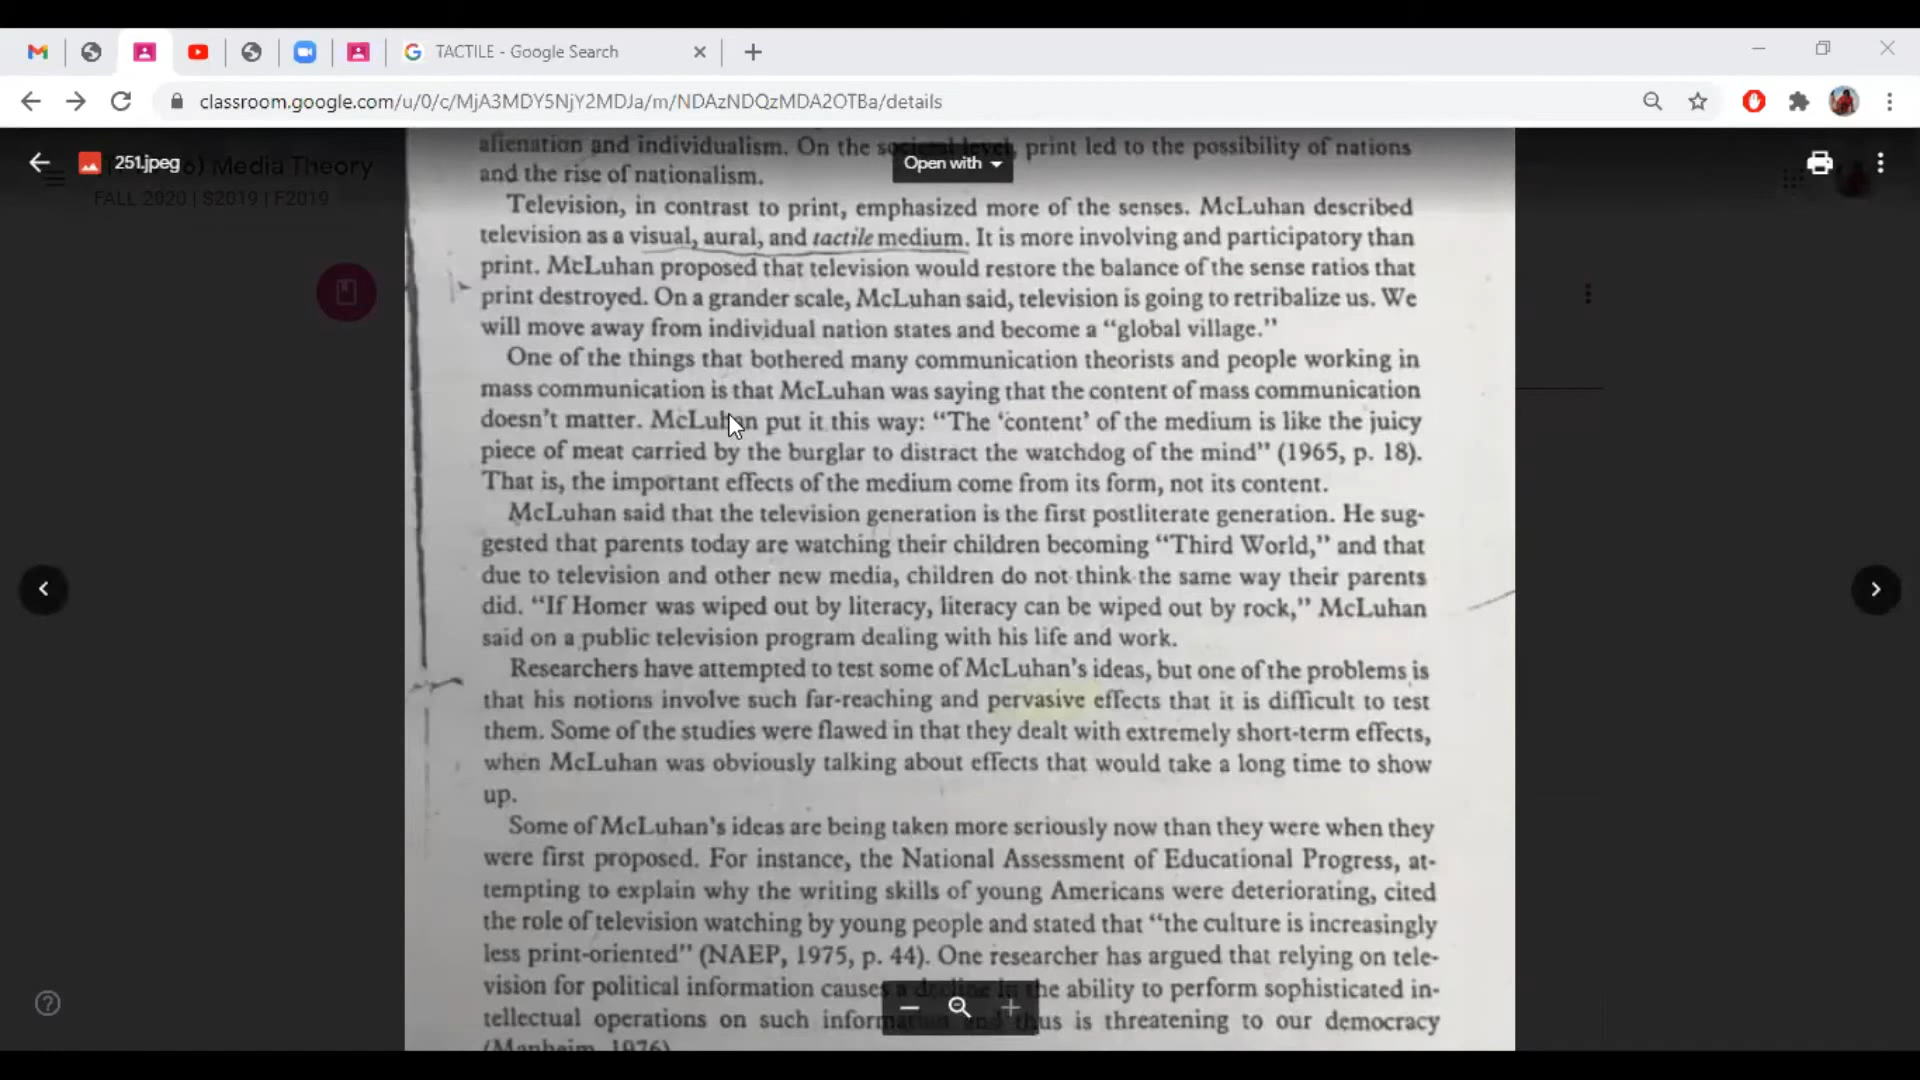 TACTILE - Google Search
classroom.google.com/u/0/c/MjA3MDY5NjY2MDJa/m/NDAzNDQzMDA2OTBa/details
251.jpeg
Media Theory
FALL 2020 | S2019 | F2019
Open with
alienation and individualism. On the societal level, print led to the possibility of nations
and the rise of nationalism.
Television, in contrast to print, emphasized more of the senses. McLuhan described
television as a visual, aural, and tactile medium. It is more involving and participatory than
print. McLuhan proposed that television would restore the balance of the sense ratios that
print destroyed. On a grander scale, McLuhan said, television is going to retribalize us. We
will move away from individual nation states and become a “global village.”
One of the things that bothered many communication theorists and people working in
mass communication is that McLuhan was saying that the content of mass communication
doesn’t matter. McLuhan put it this way: “The ‘content’ of the medium is like the juicy
piece of meat carried by the burglar to distract the watchdog of the mind” (1965, p. 18).
That is, the important effects of the medium come from its form, not its content.
McLuhan said that the television generation is the first postliterate generation. He sug-
gested that parents today are watching their children becoming “Third World,” and that
due to television and other new media, children do not think the same way their parents
did. “If Homer was wiped out by literacy, literacy can be wiped out by rock,” McLuhan
said on a public television program dealing with his life and work.
Researchers have attempted to test some of McLuhan’s ideas, but one of the problems is
that his notions involve such far-reaching and pervasive effects that it is difficult to test
them. Some of the studies were flawed in that they dealt with extremely short-term effects,
when McLuhan was obviously talking about effects that would take a long time to show
up.
Some of McLuhan’s ideas are being taken more seriously now than they were when they
were first proposed. For instance, the National Assessment of Educational Progress, at-
tempting to explain why the writing skills of young Americans were deteriorating, cited
the role of television watching by young people and stated that “the culture is increasingly
less print-oriented” (NAEP, 1975, p. 44). One researcher has argued that relying on tele-
vision for political information causes a decline in the ability to perform sophisticated in-
tellectual operations on such information and thus is threatening to our democracy
(Manheim, 1976).